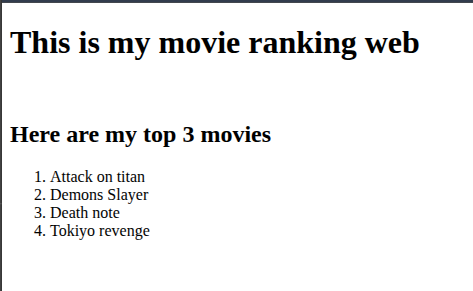 This is my movie ranking web
Here are my top 3 movies
1. Attack on titan
2. Demons Slayer
3. Death note
4. Tokiyo revenge